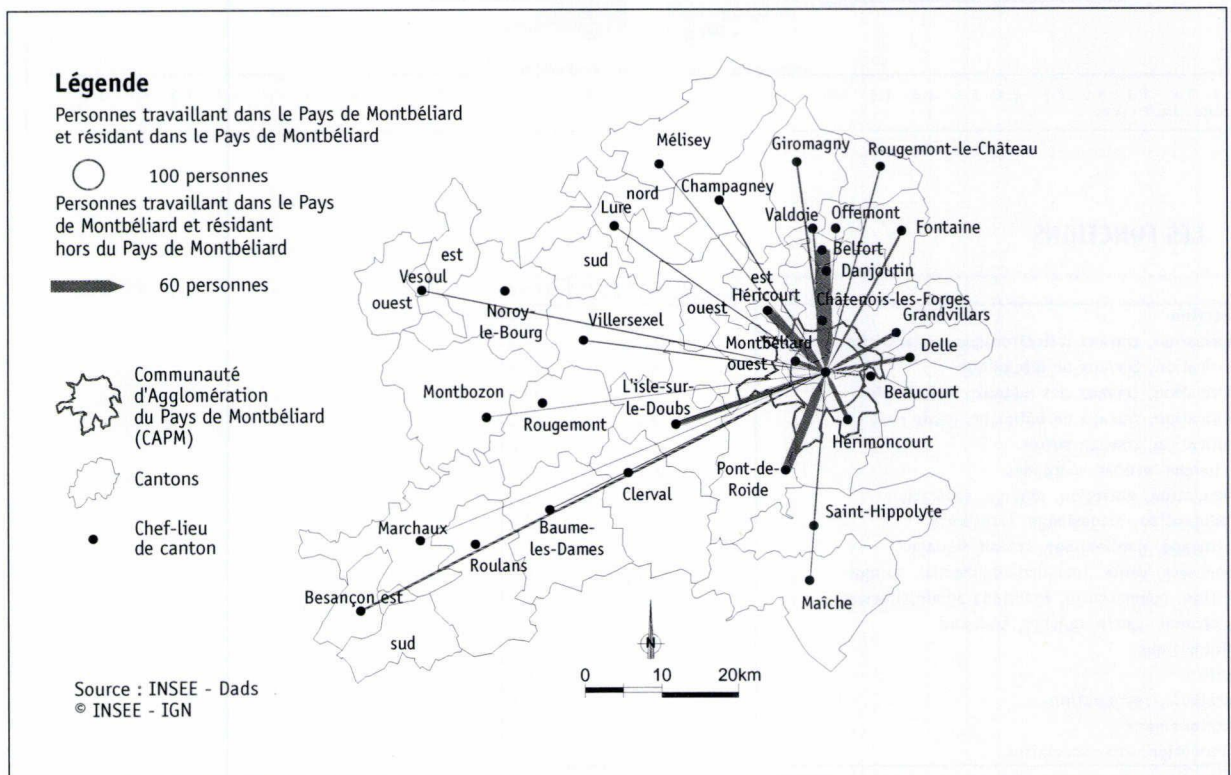 Légende
Personnes travaillant dans le Pays de Montbéliard
et résidant dans le Pays de Montbéliard
100 personnes
Personnes travaillant dans le Pays
de Montbéliard et résidant
hors du Pays de Montbéliard
60 personnes
Communauté
d'Agglomération
du Pays de Montbéliard
(CAPM)
Cantons
Chef-lieu
de canton
Source : INSEE - Dads
© INSEE - IGN
Mélisey
Giromagny
Rougemont-le-Château
nord
Champagney
Lure
Valdoie
Offemont
Fontaine
est
Belfort
sud
Vesoul
Danjoutin
est
ouest
Héricourt
Châtenois-les-Forges
Noroy-
le-Bourg
Villersexel
ouest
Grandvillars
Montbéliard
Delle
ouest
Montbozon
L'isle-sur-
le-Doubs
Beaucourt
Rougemont
Hérimoncourt
Pont-de-
Roide
Clerval
Saint-Hippolyte
Marchaux
Baume-
les-Dames
Roulans
Besançon est
Maîche
sud
N
0 10 20km